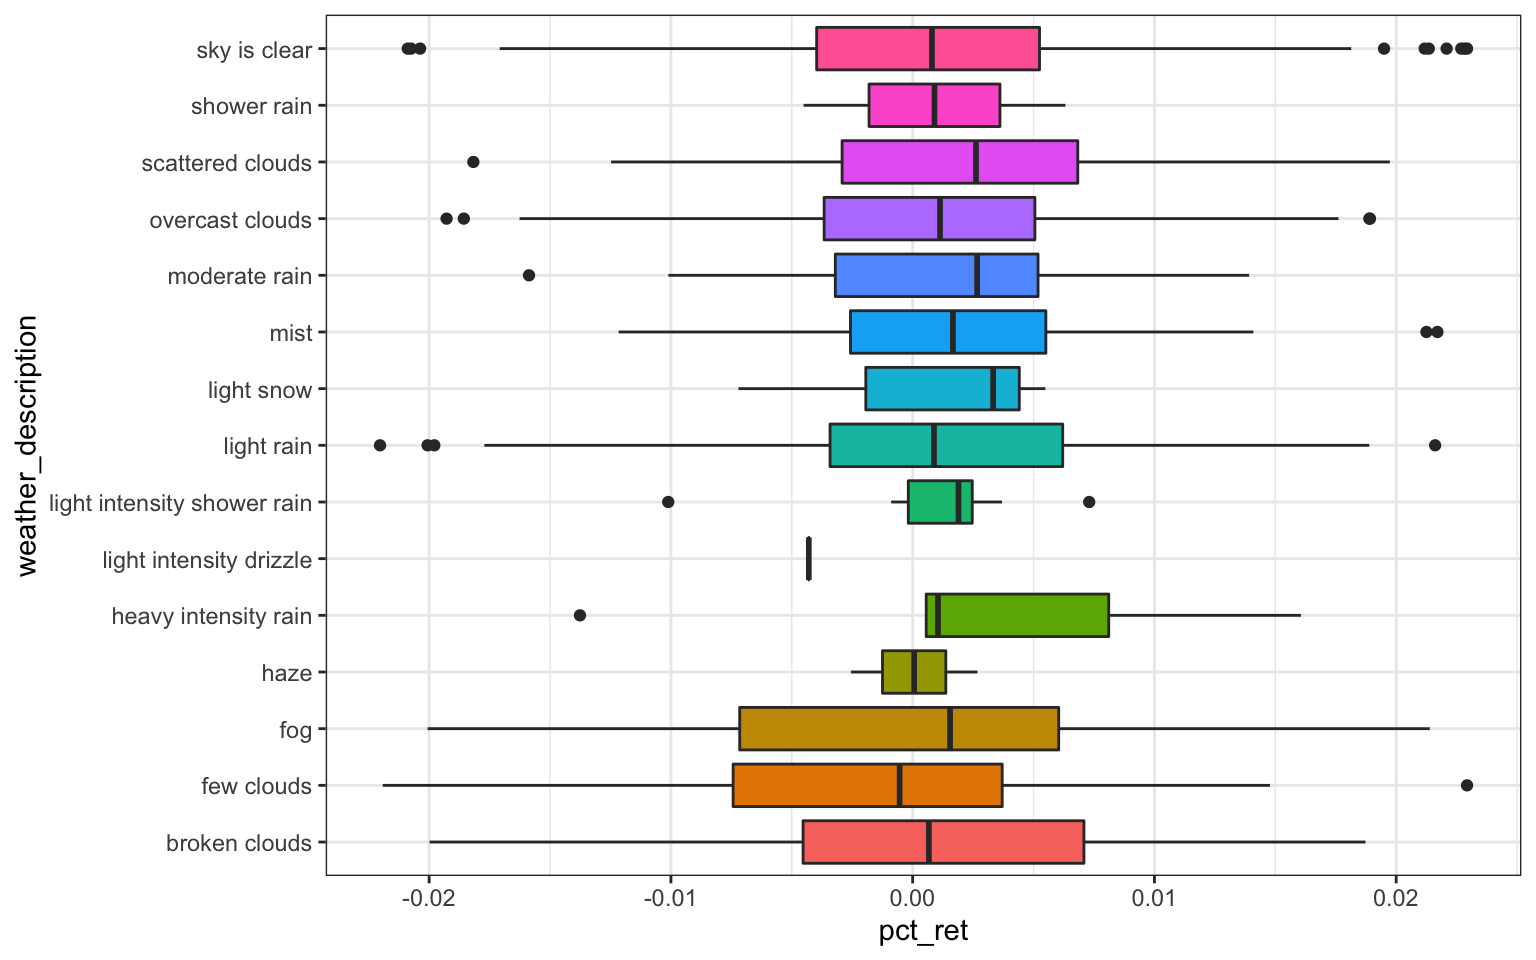 sky is clear
shower rain
scattered clouds
overcast clouds
moderate rain
mist
light snow
light rain
light intensity shower rain
light intensity drizzle
heavy intensity rain
haze
fog
few clouds
broken clouds
weather_description
-0.02 -0.01 0.00 0.01 0.02
pct_ret